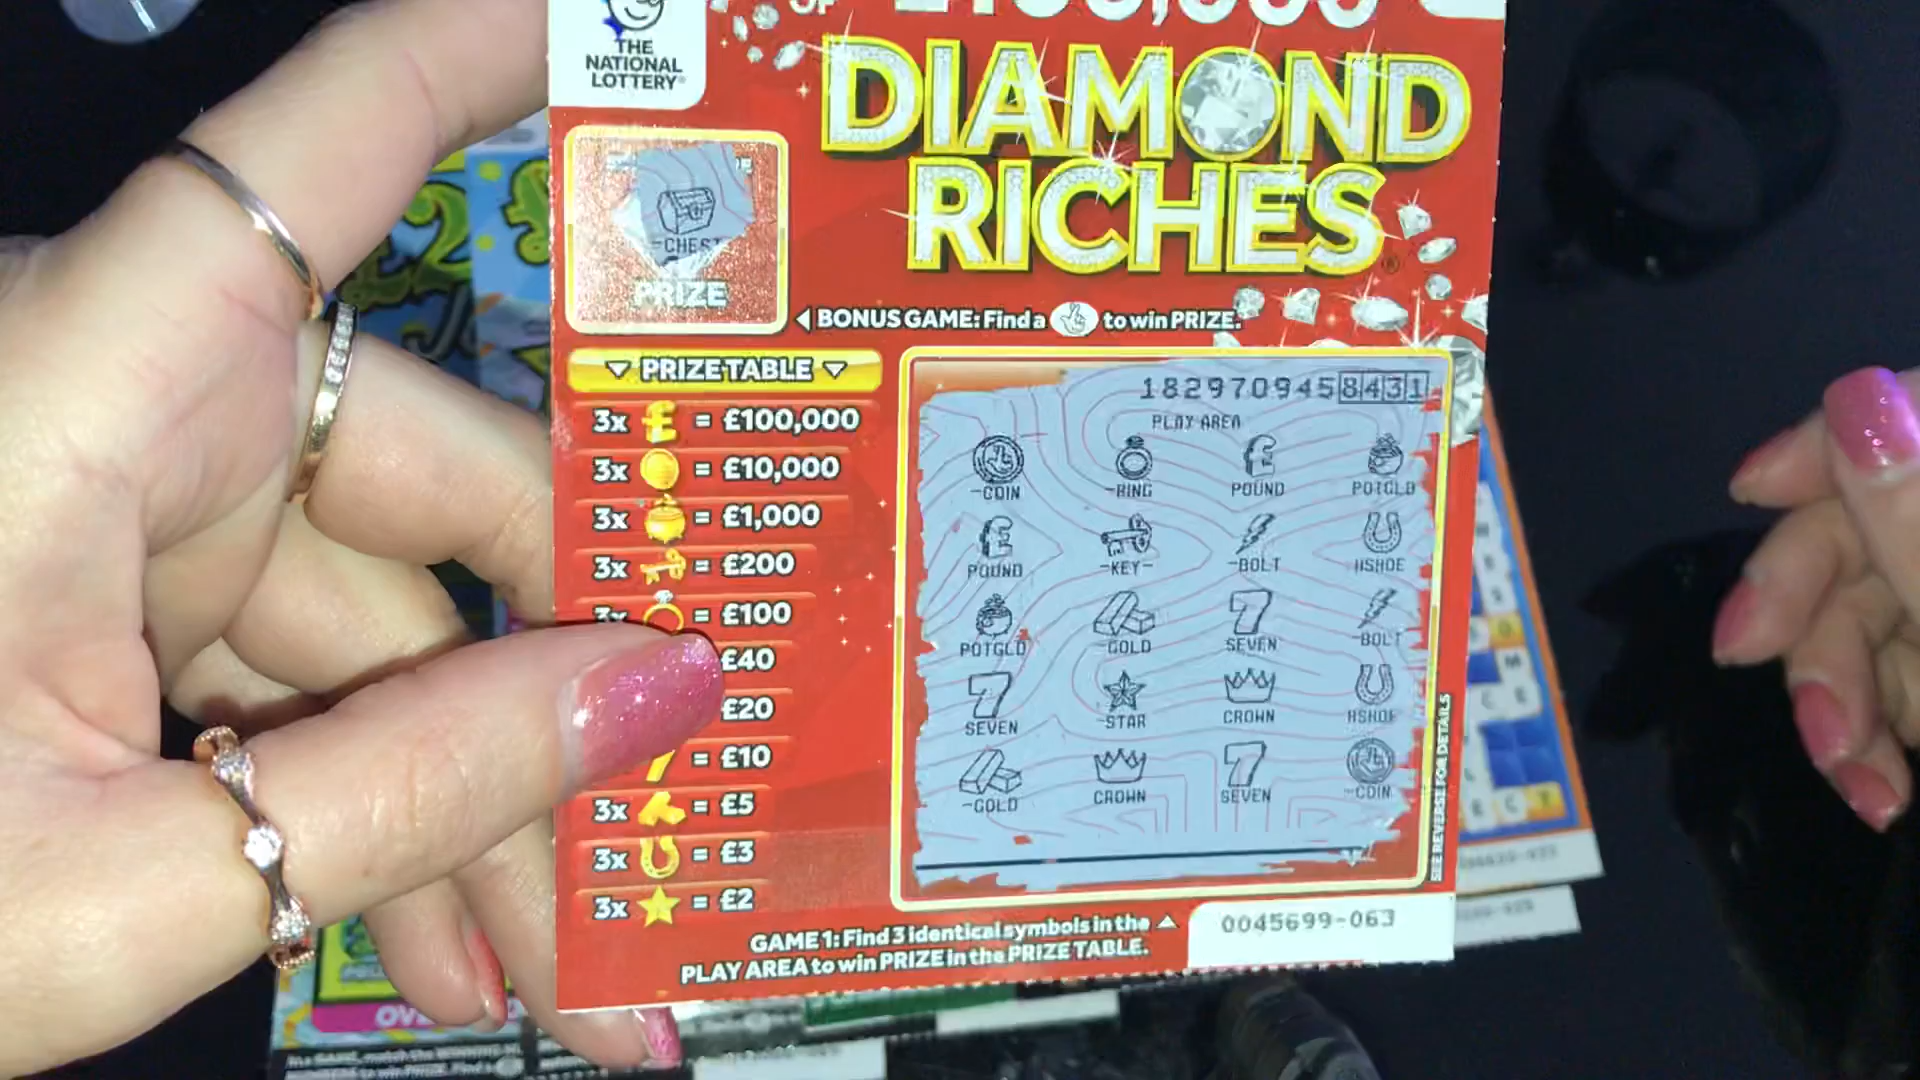 THE
NATIONAL
LOTTERY
OF
DIAMOND
RICHES
-CHEST
PRIZE
BONUS GAME: Find a to win PRIZE.
PRIZE TABLE
3x = £100,000
3x = £10,000
3x = £1,000
3x = £200
3x = £100
£40
£20
= £10
3x = £5
3x = £3
3x = £2
1829709458431
PLAY AREA
-COIN -RING POUND POTGLD
POUND -KEY- -BOLT HSHOE
POTGLD -GOLD SEVEN -BOLT
SEVEN -STAR CROWN HSHOE
-GOLD CROWN SEVEN -COIN
SEE REVERSE FOR DETAILS
GAME 1: Find 3 identical symbols in the
PLAY AREA to win PRIZE in the PRIZE TABLE.
0045699-063